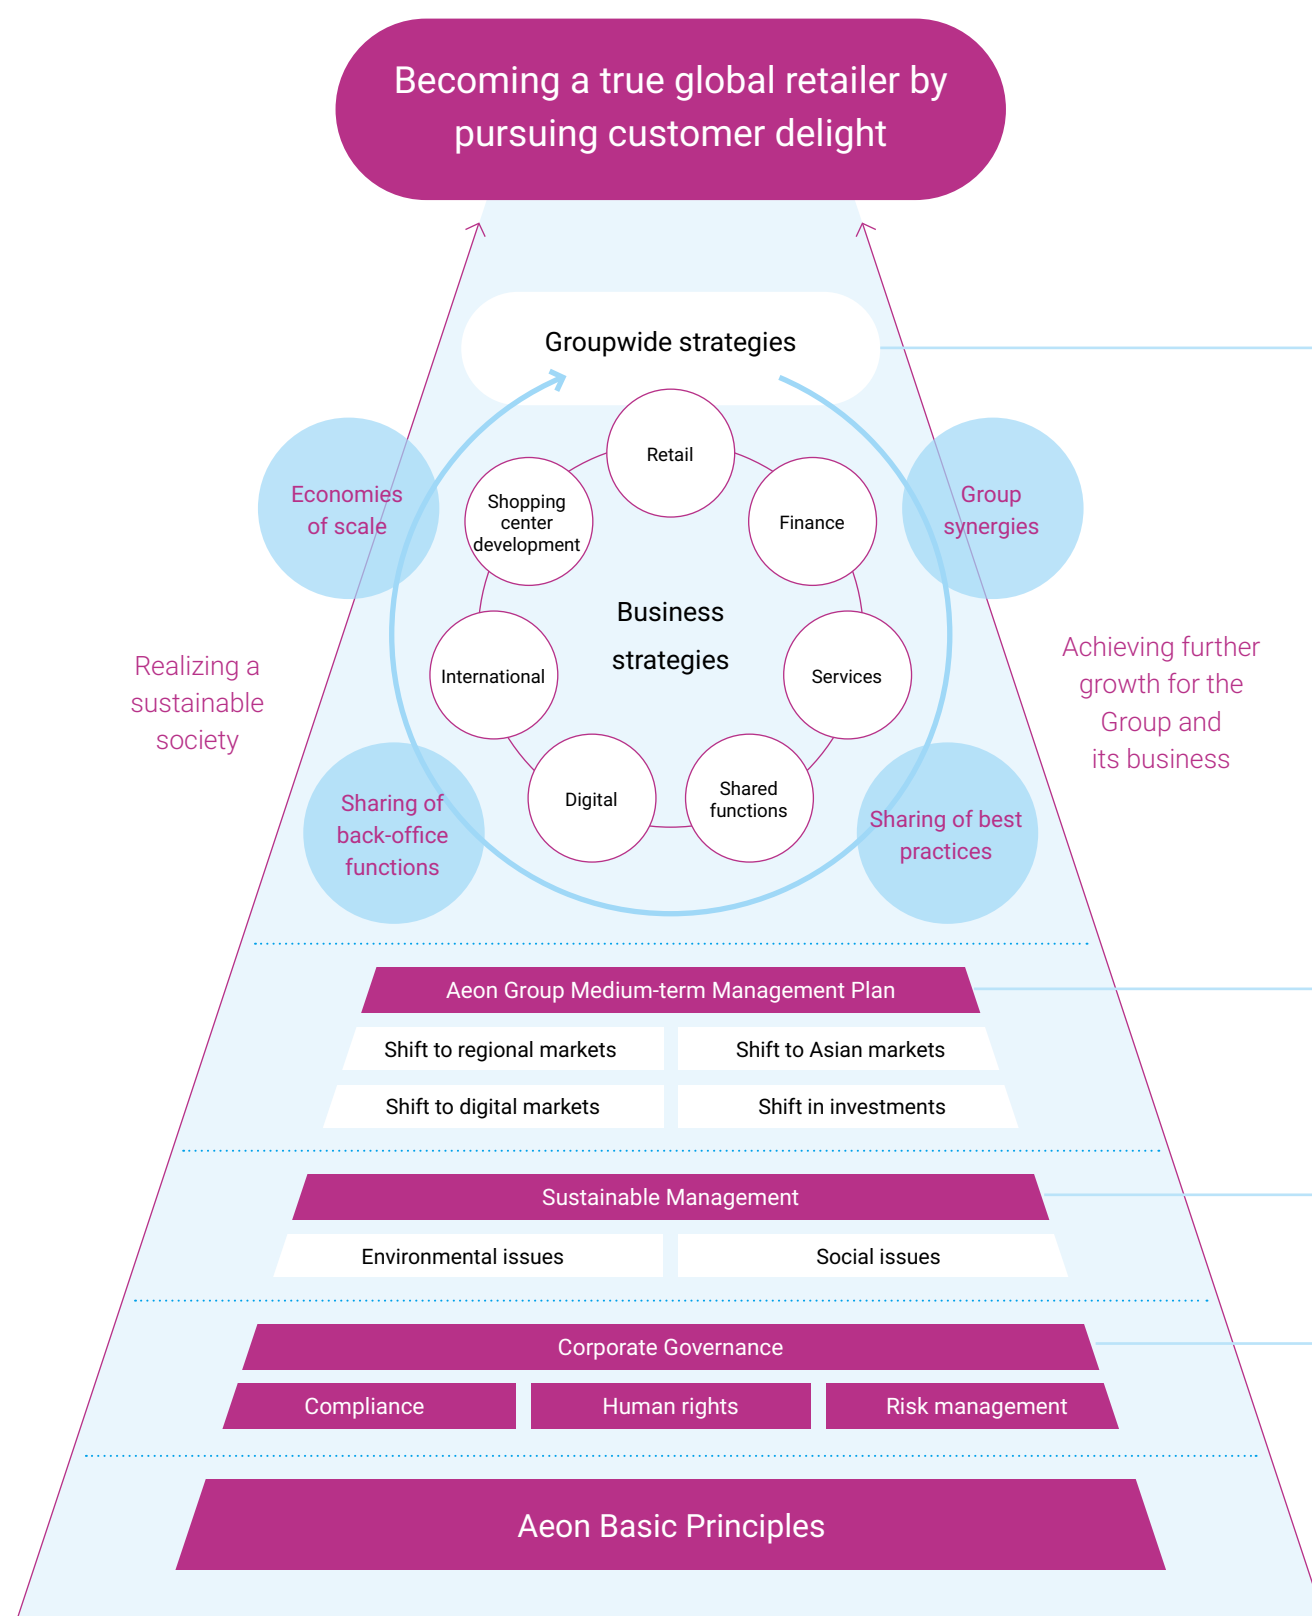 Becoming a true global retailer by
pursuing customer delight
Groupwide strategies
Retail
Shopping
center
development
Finance
Economies
of scale
Group
synergies
Business
strategies
International
Services
Realizing a
sustainable
society
Achieving further
growth for the
Group and
its business
Digital
Shared
functions
Sharing of
back-office
functions
Sharing of best
practices
Aeon Group Medium-term Management Plan
Shift to regional markets
Shift to Asian markets
Shift to digital markets
Shift in investments
Sustainable Management
Environmental issues
Social issues
Corporate Governance
Compliance
Human rights
Risk management
Aeon Basic Principles